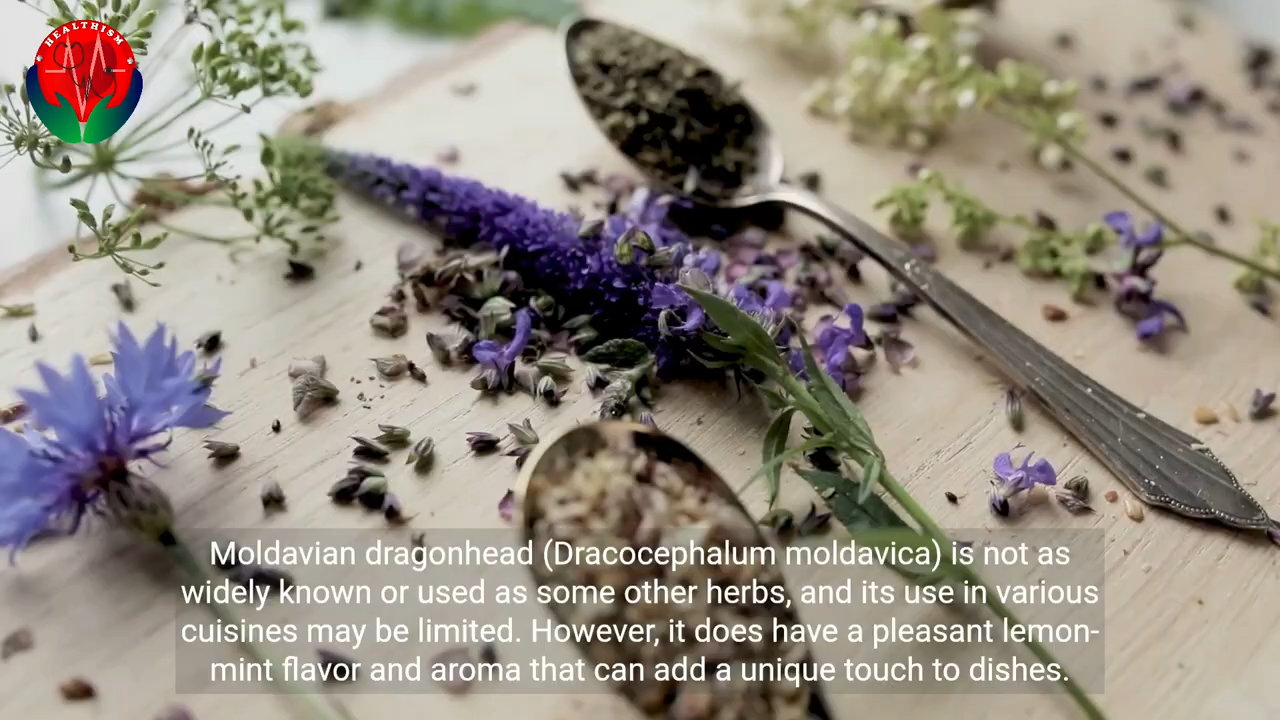 HEALTHISM
Moldavian dragonhead (Dracocephalum moldavica) is not as
widely known or used as some other herbs, and its use in various
cuisines may be limited. However, it does have a pleasant lemon-
mint flavor and aroma that can add a unique touch to dishes.